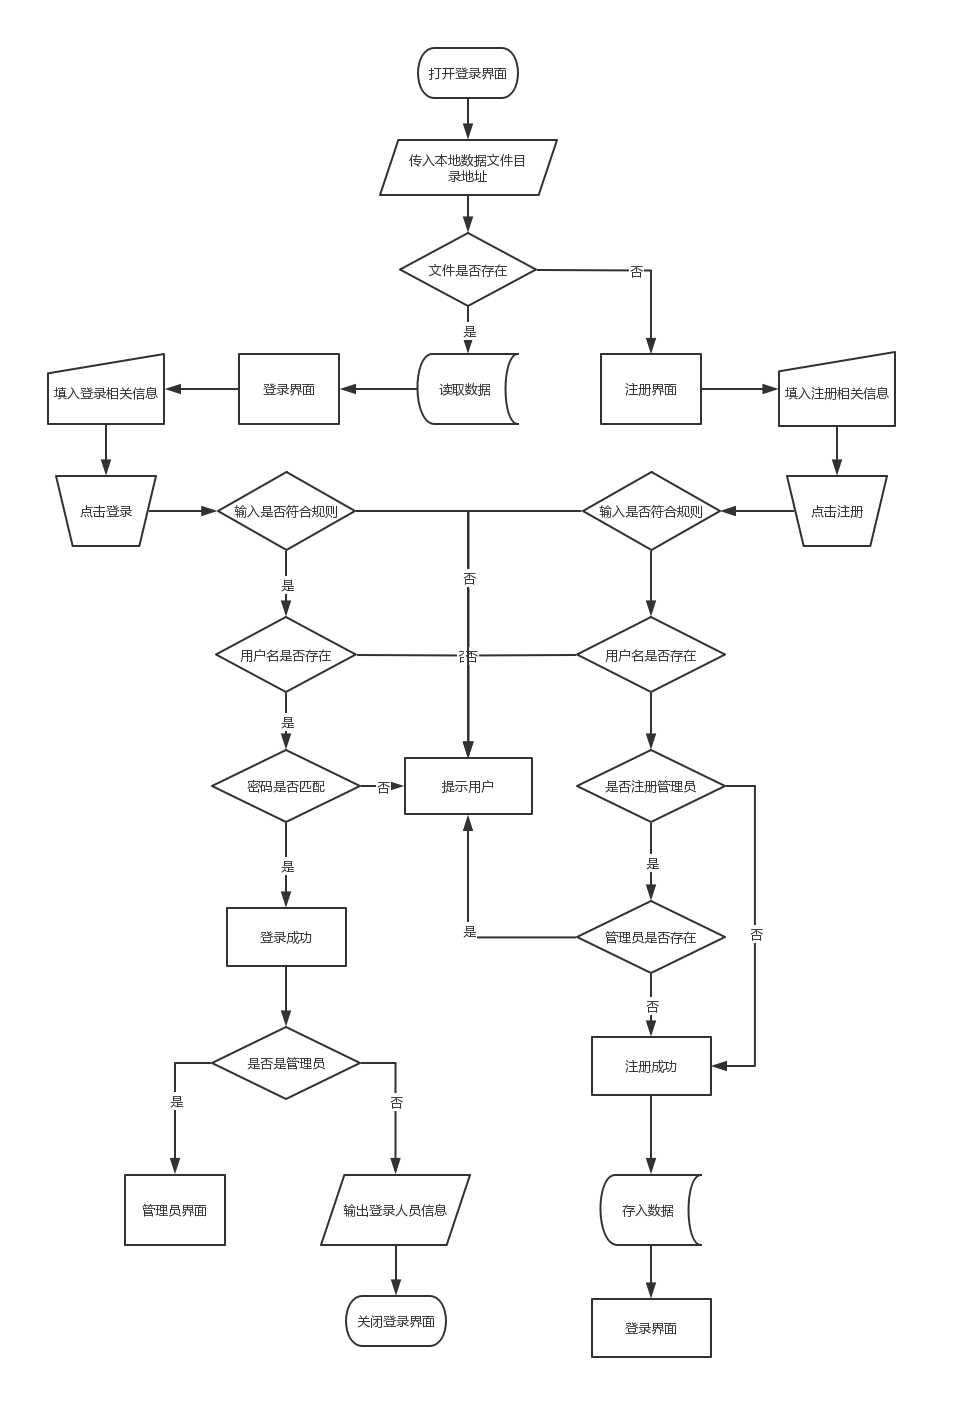 打开登录界面
传入本地数据文件目
录地址
文件是否存在
否
是
填入登录相关信息
登录界面
读取数据
注册界面
填入注册相关信息
点击登录
输入是否符合规则
输入是否符合规则
点击注册
否
是
用户名是否存在
否
否
用户名是否存在
是
密码是否匹配
否
提示用户
是否注册管理员
是
是
登录成功
是
管理员是否存在
否
否
是否是管理员
注册成功
是
否
管理员界面
输出登录人员信息
存入数据
关闭登录界面
登录界面